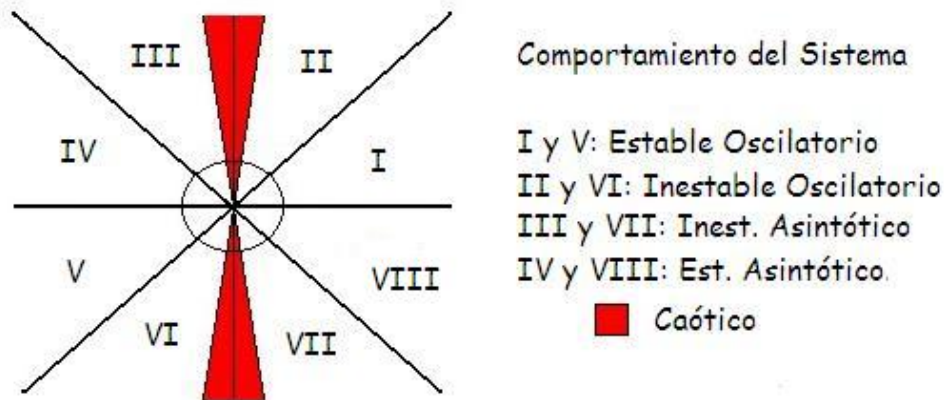 III
II
IV
I
V
VIII
VI
VII
Comportamiento del Sistema
I y V: Estable Oscilatorio
II y VI: Inestable Oscilatorio
III y VII: Inest. Asintótico
IV y VIII: Est. Asintótico.
Caótico